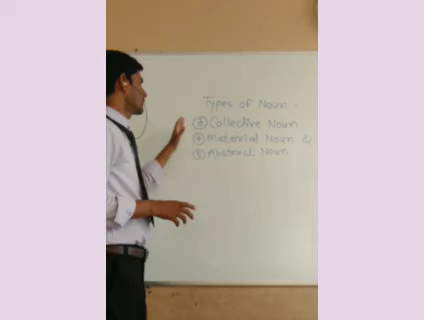 Types of Noun -
③ Collective Noun
④ Material Noun &
⑤ Abstract Noun